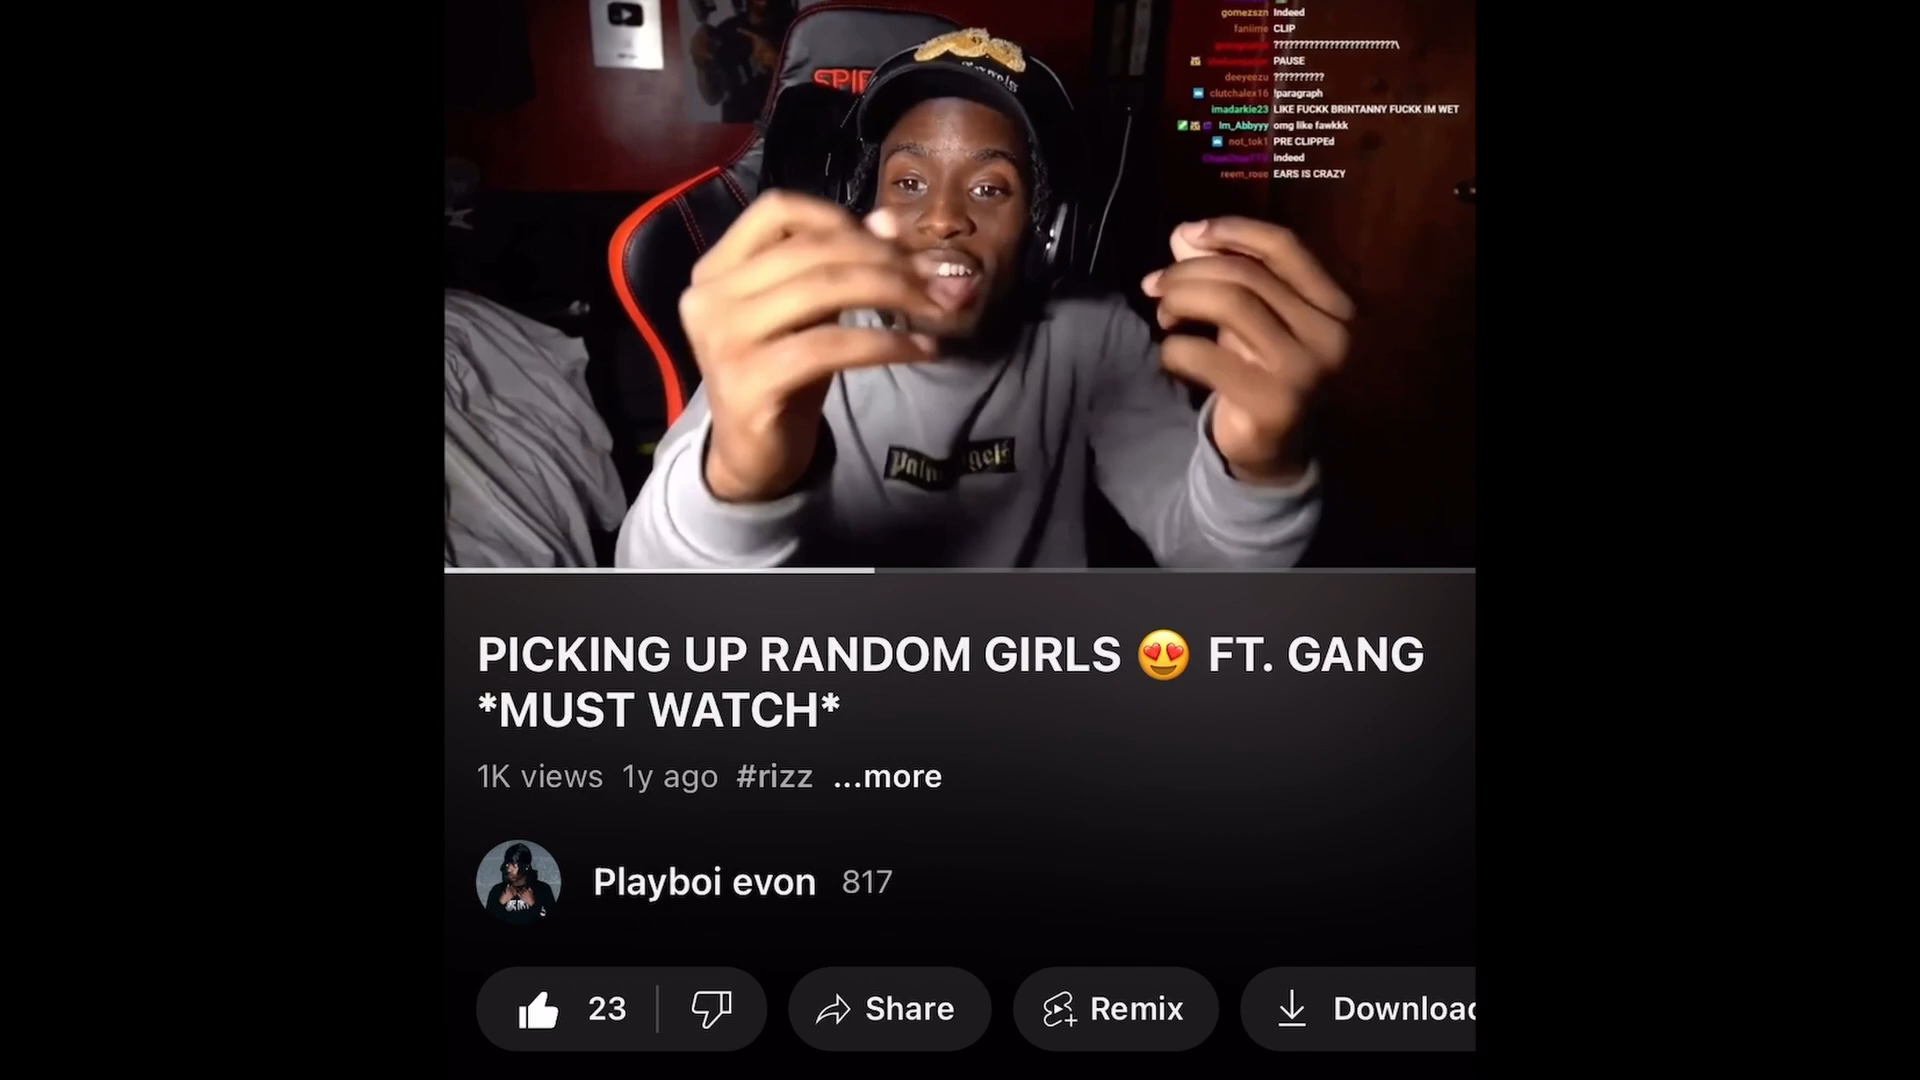 gomezszn Indeed
faniime CLIP
?????????????????????????\
PAUSE
deeyeezu ??????????
clutchalex16 !paragraph
imadarkie23 LIKE FUCKK BRINTANNY FUCKK IM WET
Im_Abbyyy omg like fawkkk
not_tok1 PRE CLIPPEd
indeed
reem_rose EARS IS CRAZY
PICKING UP RANDOM GIRLS 😍 FT. GANG
*MUST WATCH*
1K views 1y ago #rizz ...more
Playboi evon 817
23 Share Remix Download